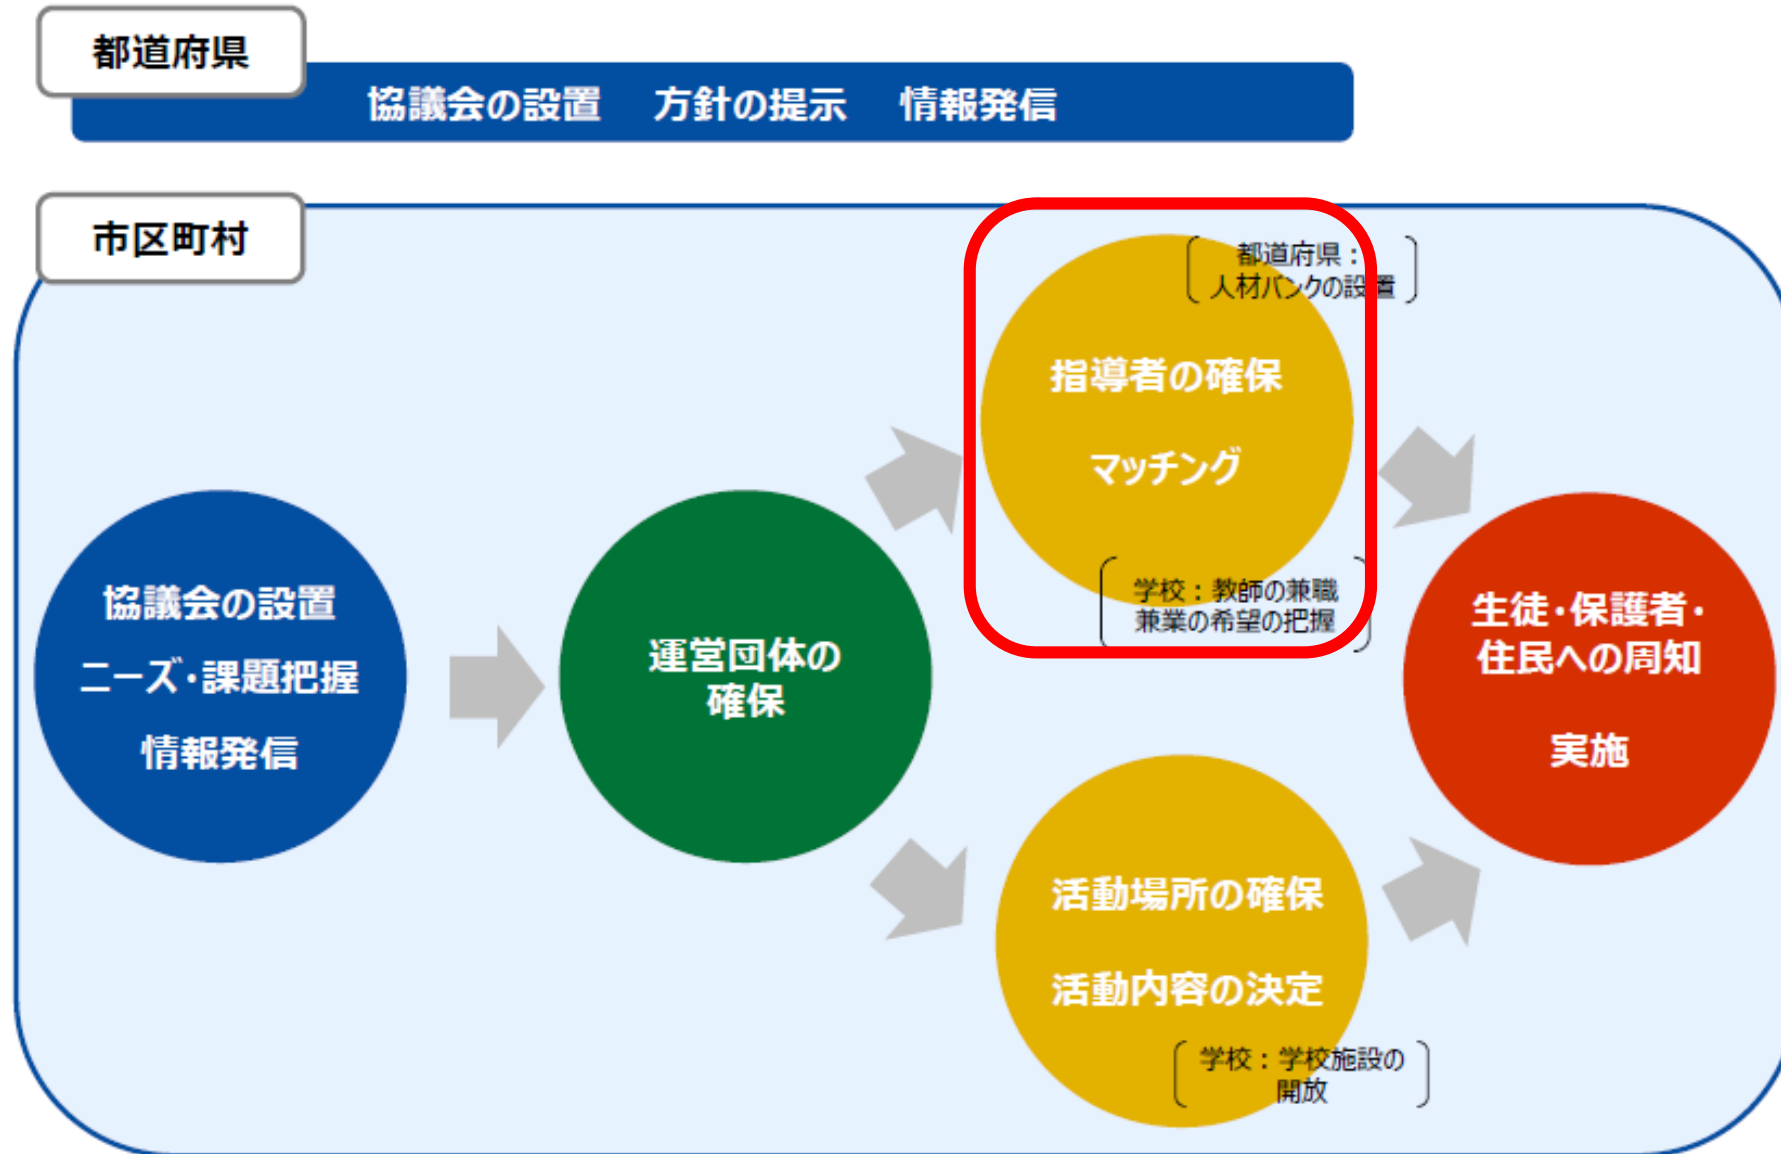 都道府県
協議会の設置　方針の提示　情報発信
市区町村
協議会の設置
ニーズ・課題把握
情報発信
運営団体の
確保
都道府県：
人材バンクの設置
指導者の確保
マッチング
学校：教師の兼職
兼業の希望の把握
活動場所の確保
活動内容の決定
学校：学校施設の
開放
生徒・保護者・
住民への周知
実施